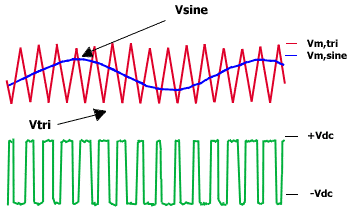 Vsine
Vm,tri
Vm,sine
Vtri
+Vdc
-Vdc